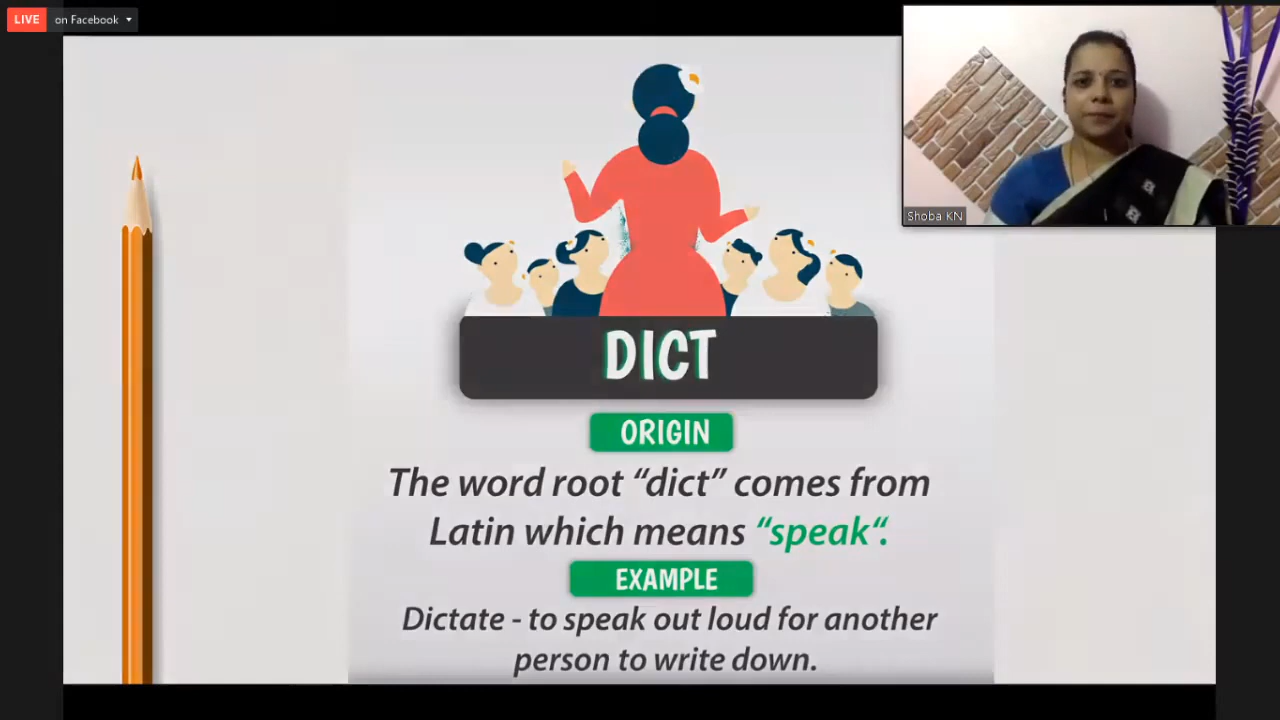 LIVE on Facebook
Shoba KN
DICT
ORIGIN
The word root “dict” comes from
Latin which means “speak“.
EXAMPLE
Dictate - to speak out loud for another
person to write down.